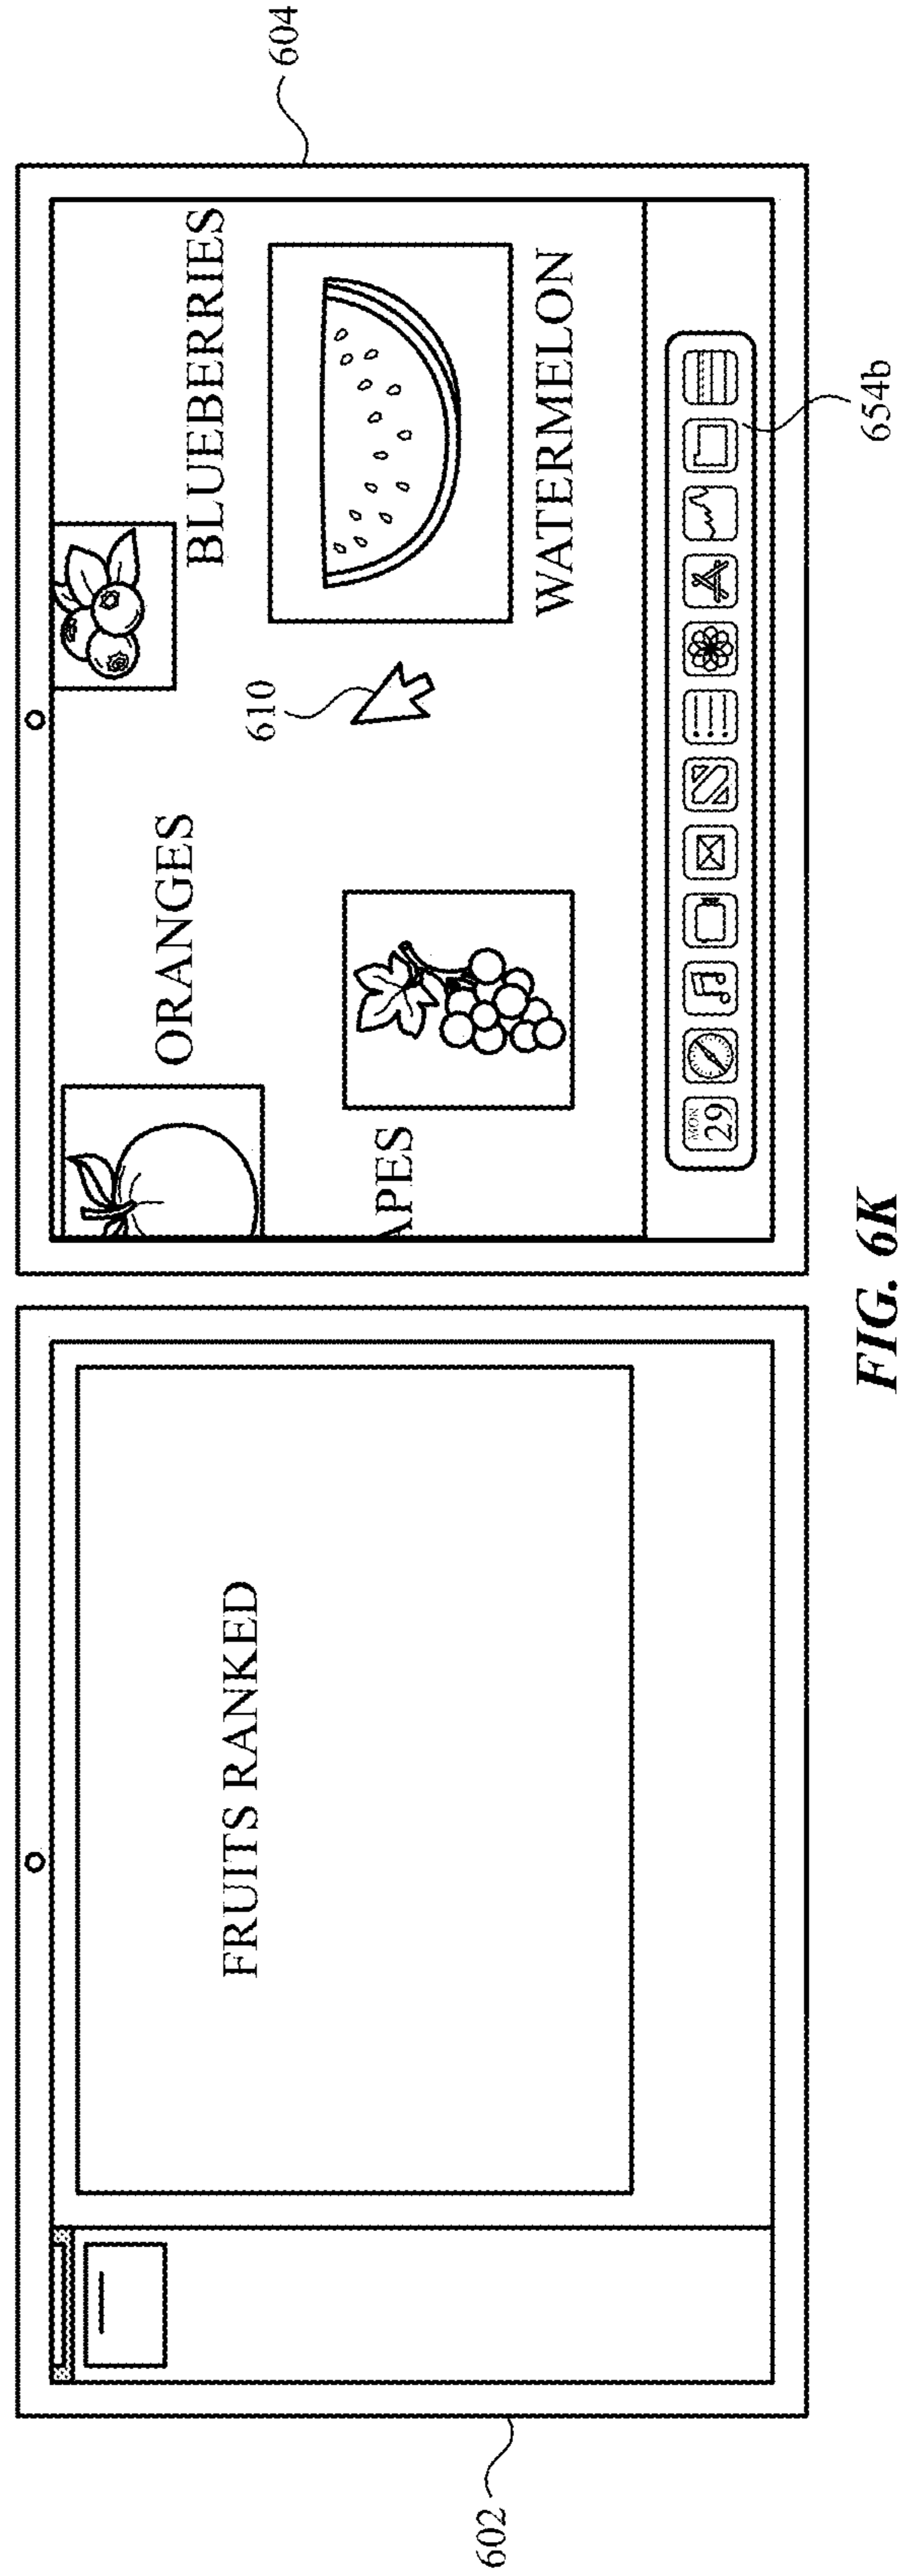 604
BLUEBERRIES
ORANGES
610
WATERMELON
APES
MON
29
654b
FRUITS RANKED
602
FIG. 6K